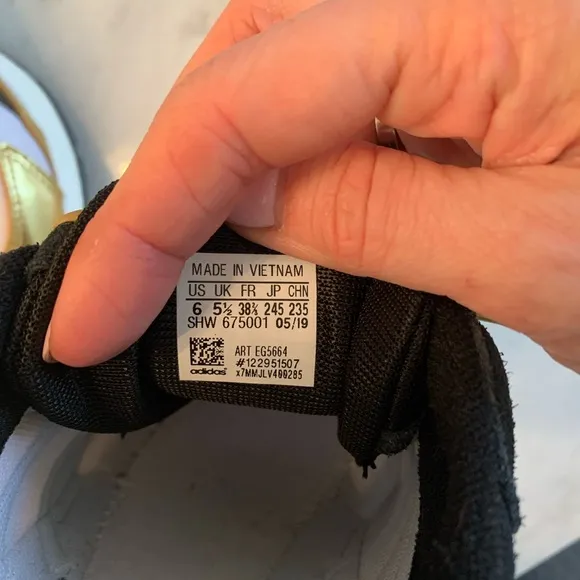 MADE IN VIETNAM
US UK FR JP CHN
6 5½ 38⅔ 245 235
SHW 675001 05/19
ART EG5664
#122951507
adidas x7MMJLV400285